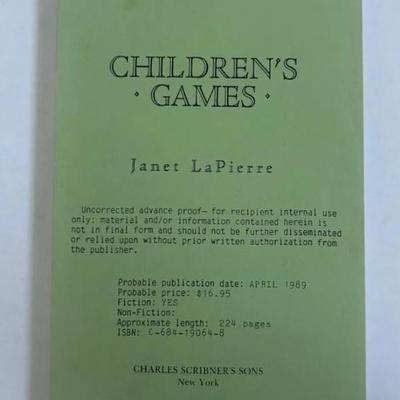 CHILDREN'S
· GAMES ·
Janet LaPierre
Uncorrected advance proof— for recipient internal use
only: material and/or information contained herein is
not in final form and should not be further disseminated
or relied upon without prior written authorization from
the publisher.
Probable publication date: APRIL 1989
Probable price: $16.95
Fiction: YES
Non-Fiction:
Approximate length: 224 pages
ISBN: C-684-19064-8
CHARLES SCRIBNER'S SONS
New York